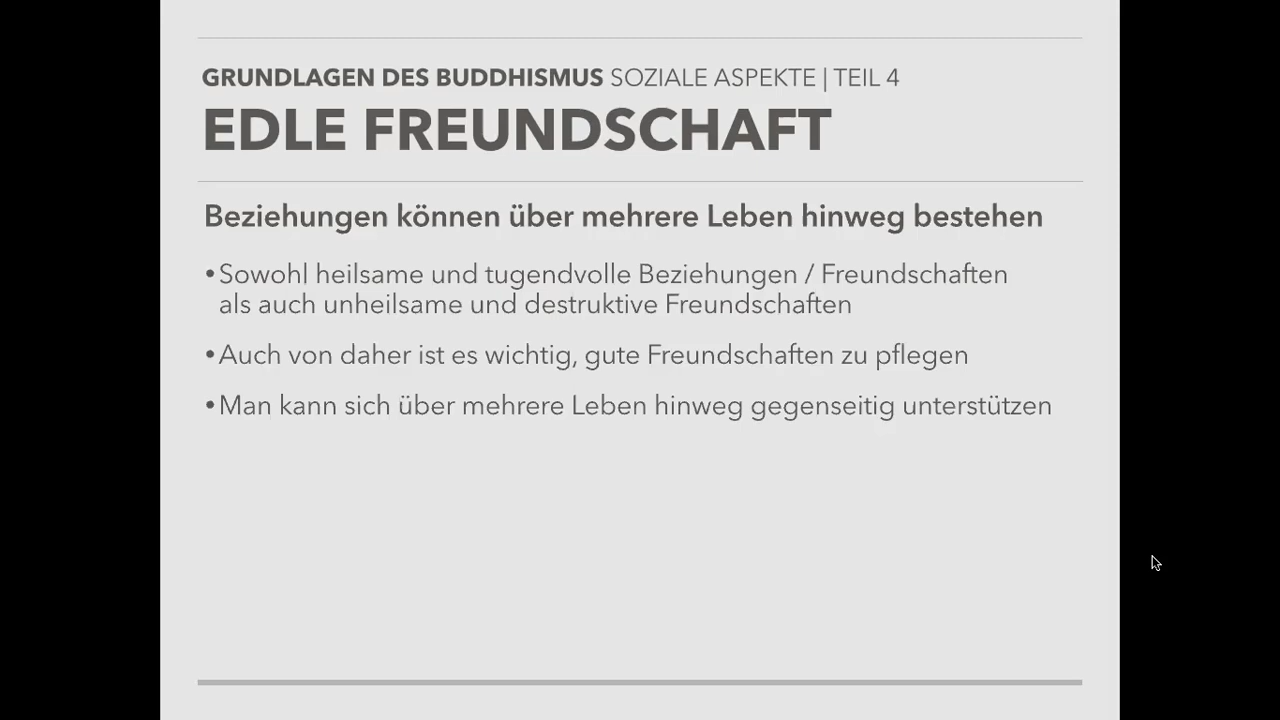 GRUNDLAGEN DES BUDDHISMUS SOZIALE ASPEKTE | TEIL 4
EDLE FREUNDSCHAFT
Beziehungen können über mehrere Leben hinweg bestehen
•Sowohl heilsame und tugendvolle Beziehungen / Freundschaften
als auch unheilsame und destruktive Freundschaften
•Auch von daher ist es wichtig, gute Freundschaften zu pflegen
•Man kann sich über mehrere Leben hinweg gegenseitig unterstützen